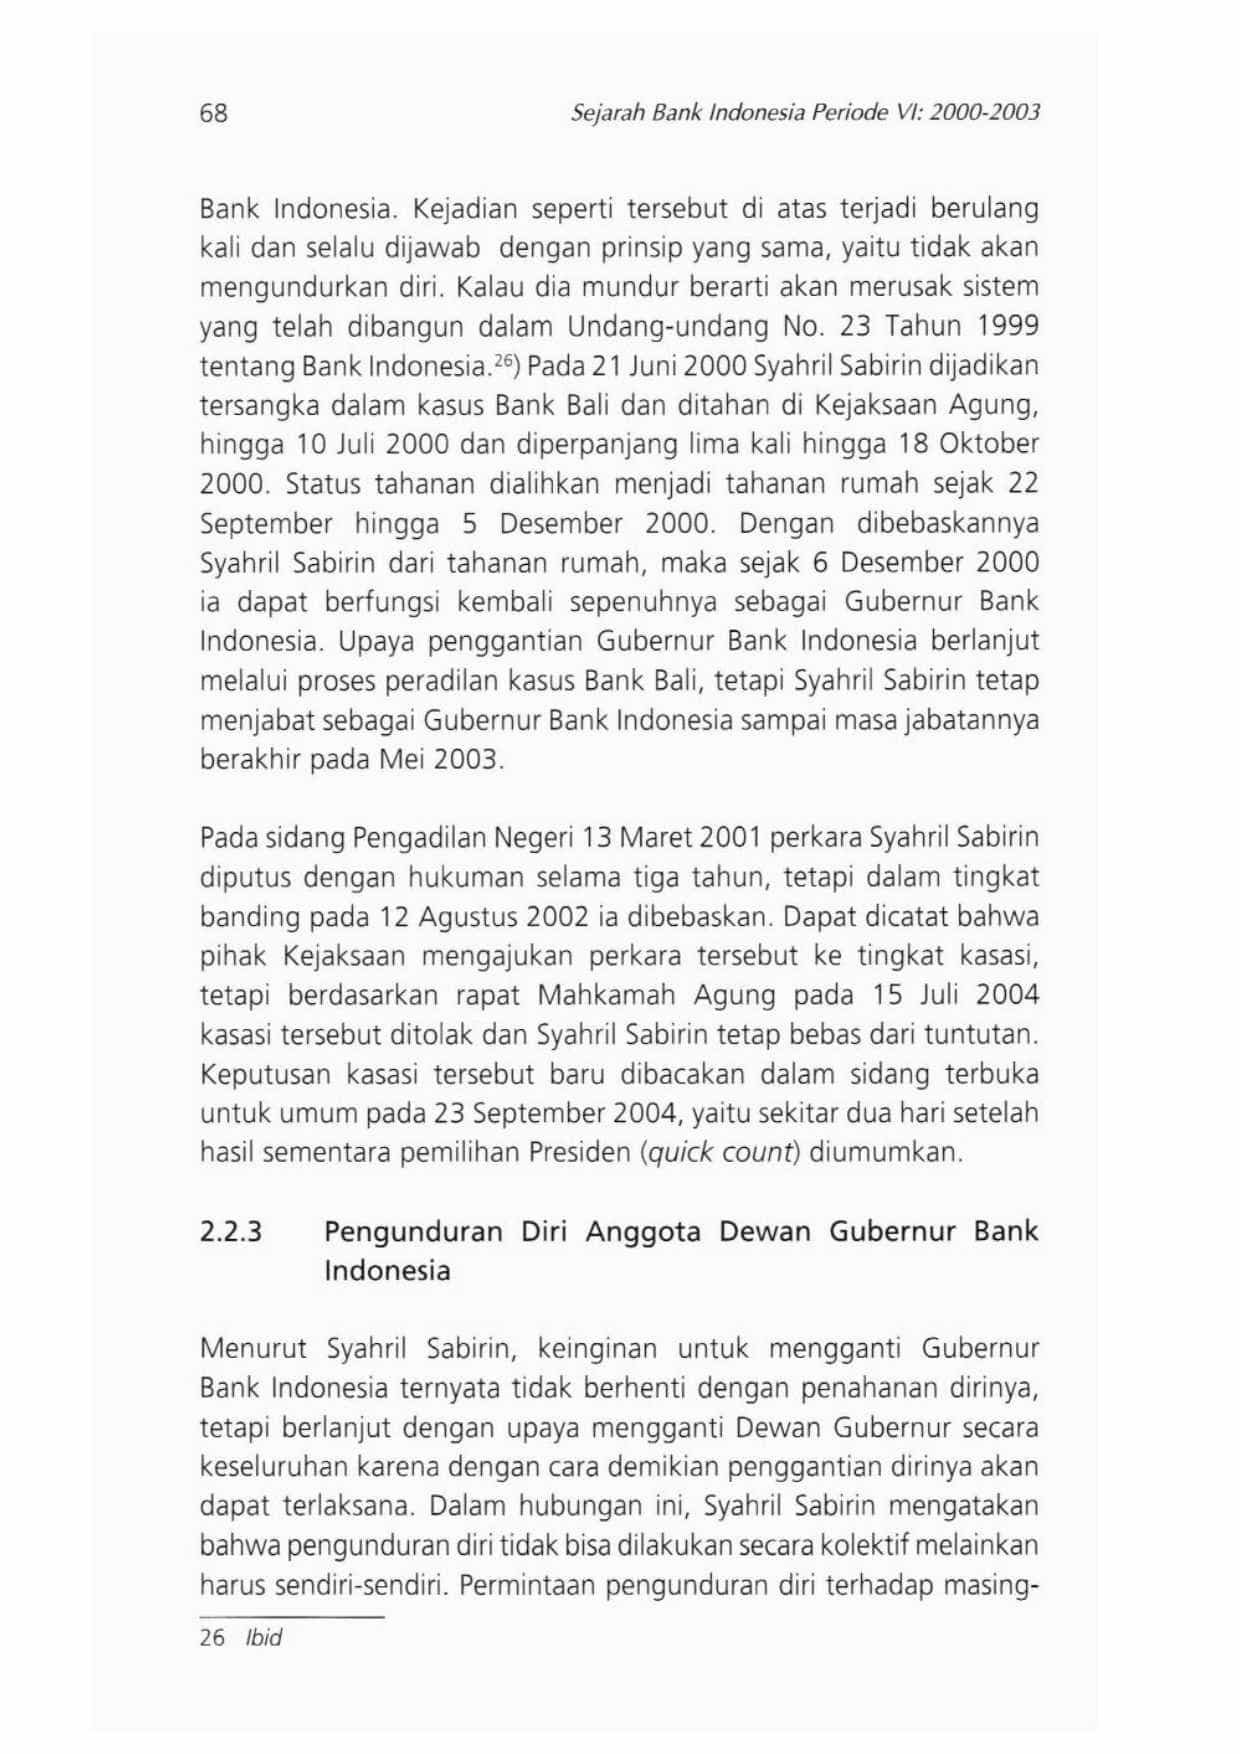 68
Sejarah Bank Indonesia Periode VI: 2000-2003
Bank Indonesia. Kejadian seperti tersebut di atas terjadi berulang
kali dan selalu dijawab dengan prinsip yang sama, yaitu tidak akan
mengundurkan diri. Kalau dia mundur berarti akan merusak sistem
yang telah dibangun dalam Undang-undang No. 23 Tahun 1999
tentang Bank Indonesia.26) Pada 21 Juni 2000 Syahril Sabirin dijadikan
tersangka dalam kasus Bank Bali dan ditahan di Kejaksaan Agung,
hingga 10 Juli 2000 dan diperpanjang lima kali hingga 18 Oktober
2000. Status tahanan dialihkan menjadi tahanan rumah sejak 22
September hingga 5 Desember 2000. Dengan dibebaskannya
Syahril Sabirin dari tahanan rumah, maka sejak 6 Desember 2000
ia dapat berfungsi kembali sepenuhnya sebagai Gubernur Bank
Indonesia. Upaya penggantian Gubernur Bank Indonesia berlanjut
melalui proses peradilan kasus Bank Bali, tetapi Syahril Sabirin tetap
menjabat sebagai Gubernur Bank Indonesia sampai masa jabatannya
berakhir pada Mei 2003.
Pada sidang Pengadilan Negeri 13 Maret 2001 perkara Syahril Sabirin
diputus dengan hukuman selama tiga tahun, tetapi dalam tingkat
banding pada 12 Agustus 2002 ia dibebaskan. Dapat dicatat bahwa
pihak Kejaksaan mengajukan perkara tersebut ke tingkat kasasi,
tetapi berdasarkan rapat Mahkamah Agung pada 15 Juli 2004
kasasi tersebut ditolak dan Syahril Sabirin tetap bebas dari tuntutan.
Keputusan kasasi tersebut baru dibacakan dalam sidang terbuka
untuk umum pada 23 September 2004, yaitu sekitar dua hari setelah
hasil sementara pemilihan Presiden (quick count) diumumkan.
2.2.3 Pengunduran Diri Anggota Dewan Gubernur Bank
Indonesia
Menurut Syahril Sabirin, keinginan untuk mengganti Gubernur
Bank Indonesia ternyata tidak berhenti dengan penahanan dirinya,
tetapi berlanjut dengan upaya mengganti Dewan Gubernur secara
keseluruhan karena dengan cara demikian penggantian dirinya akan
dapat terlaksana. Dalam hubungan ini, Syahril Sabirin mengatakan
bahwa pengunduran diri tidak bisa dilakukan secara kolektif melainkan
harus sendiri-sendiri. Permintaan pengunduran diri terhadap masing-
26 Ibid